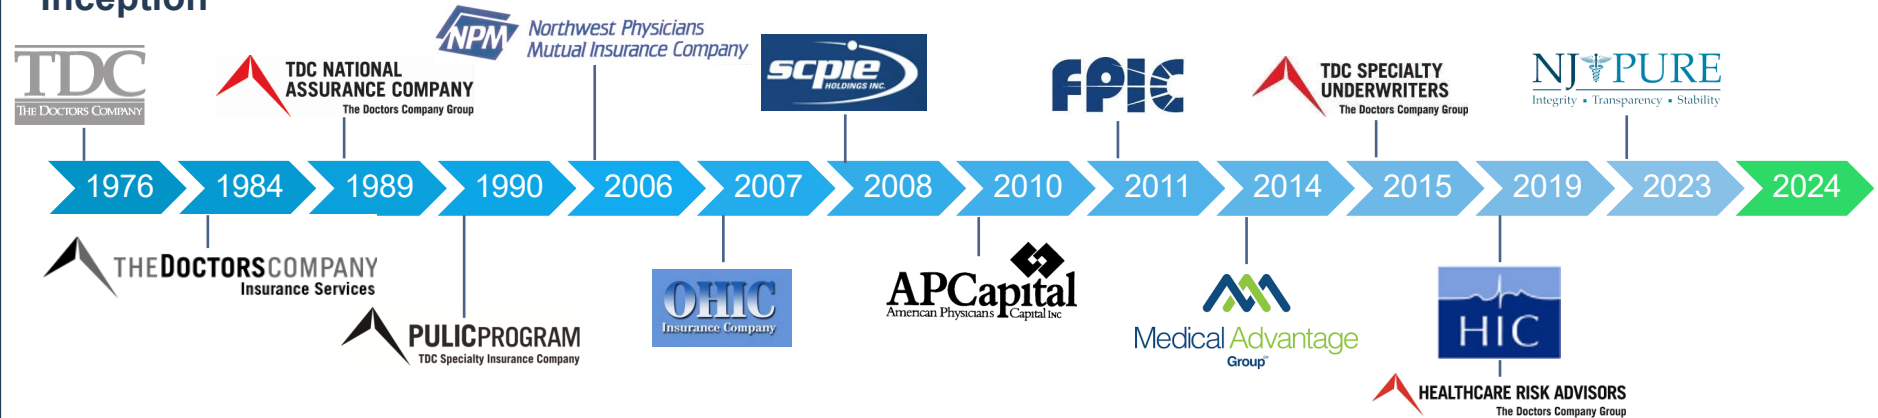 Inception
TDC
THE DOCTORS COMPANY
TDC NATIONAL
ASSURANCE COMPANY
The Doctors Company Group
NPM
Northwest Physicians
Mutual Insurance Company
scpie
HOLDINGS INC.
FPIC
TDC SPECIALTY
UNDERWRITERS
The Doctors Company Group
NJ PURE
Integrity • Transparency • Stability
1976
1984
1989
1990
2006
2007
2008
2010
2011
2014
2015
2019
2023
2024
THEDOCTORSCOMPANY
Insurance Services
PULICPROGRAM
TDC Specialty Insurance Company
OHIC
Insurance Company
APCapital
American Physicians Capital Inc
Medical Advantage
Group
HIC
HEALTHCARE RISK ADVISORS
The Doctors Company Group